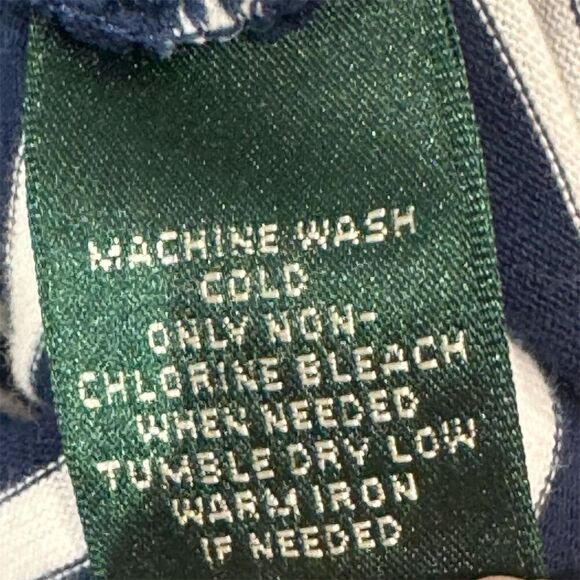 MACHINE WASH
COLD
ONLY NON-
CHLORINE BLEACH
WHEN NEEDED
TUMBLE DRY LOW
WARM IRON
IF NEEDED